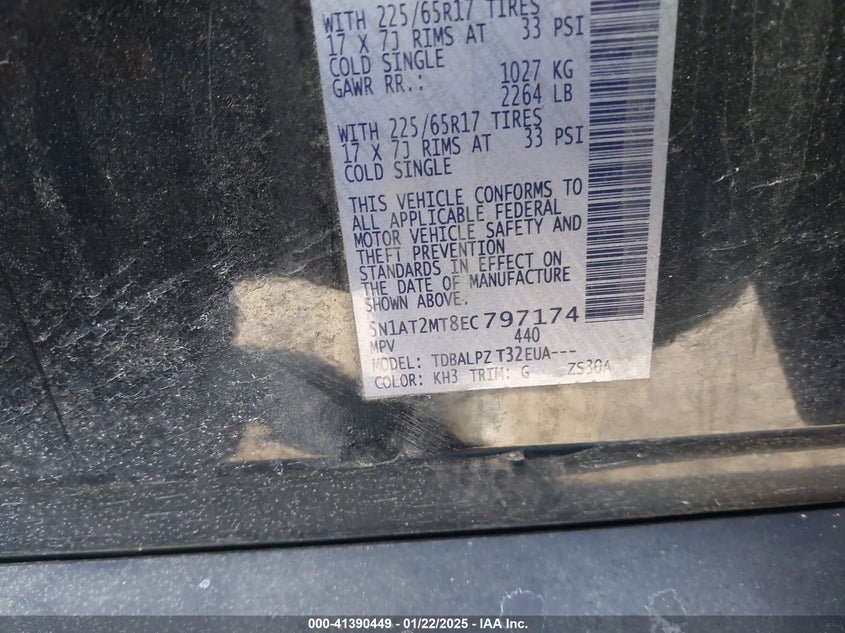 WITH 225/65R17 TIRES
17 X 7J RIMS AT 33 PSI
COLD SINGLE
GAWR RR.: 1027 KG
2264 LB
WITH 225/65R17 TIRES
17 X 7J RIMS AT 33 PSI
COLD SINGLE
THIS VEHICLE CONFORMS TO
ALL APPLICABLE FEDERAL
MOTOR VEHICLE SAFETY AND
THEFT PREVENTION
STANDARDS IN EFFECT ON
THE DATE OF MANUFACTURE
SHOWN ABOVE.
5N1AT2MT8EC797174
MPV 440
MODEL: TDBALPZ T32EUA---
COLOR: KH3 TRIM: G ZS30A
000-41390449 - 01/22/2025 - IAA Inc.